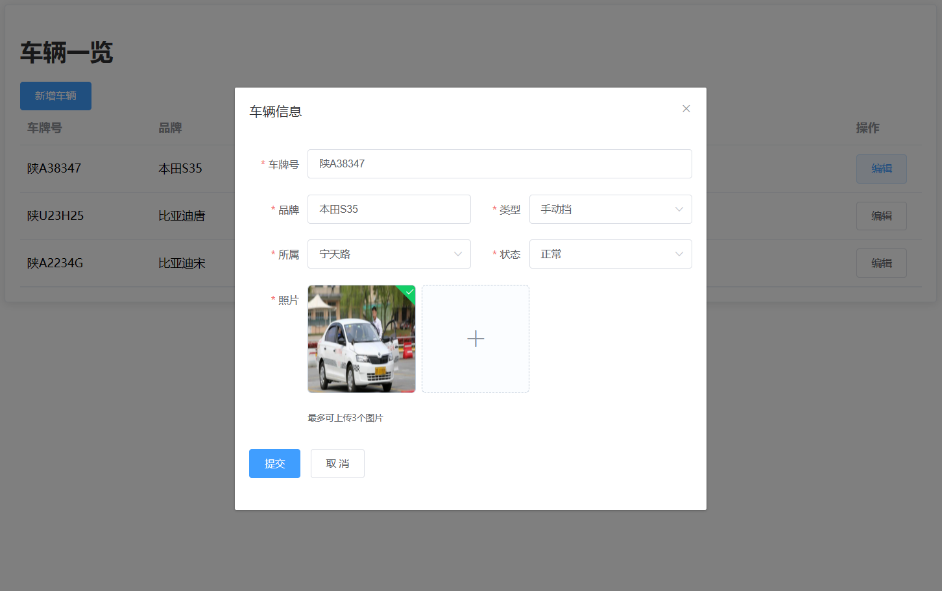 车辆一览
新增车辆
车牌号 品牌 操作
陕A38347 本田S35 编辑
陕U23H25 比亚迪唐 编辑
陕A2234G 比亚迪宋 编辑
车辆信息
* 车牌号 陕A38347
* 品牌 本田S35 * 类型 手动挡
* 所属 宁天路 * 状态 正常
* 照片
最多可上传3个图片
提交 取 消